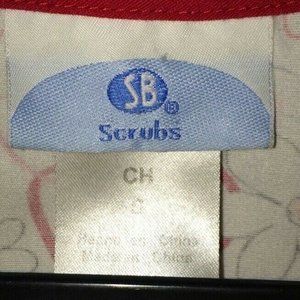 SB®
Scrubs
CH
Hecho en China
Made in China